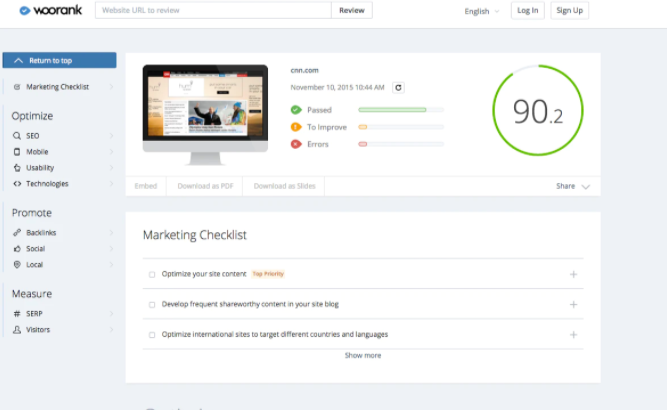 woorank
Website URL to review
Review
English
Log In
Sign Up
Return to top
Marketing Checklist
Optimize
SEO
Mobile
Usability
Technologies
Promote
Backlinks
Social
Local
Measure
SERP
Visitors
cnn.com
November 10, 2015 10:44 AM
Passed
To Improve
Errors
90.2
Embed
Download as PDF
Download as Slides
Share
Marketing Checklist
Optimize your site content Top Priority
Develop frequent shareworthy content in your site blog
Optimize international sites to target different countries and languages
Show more